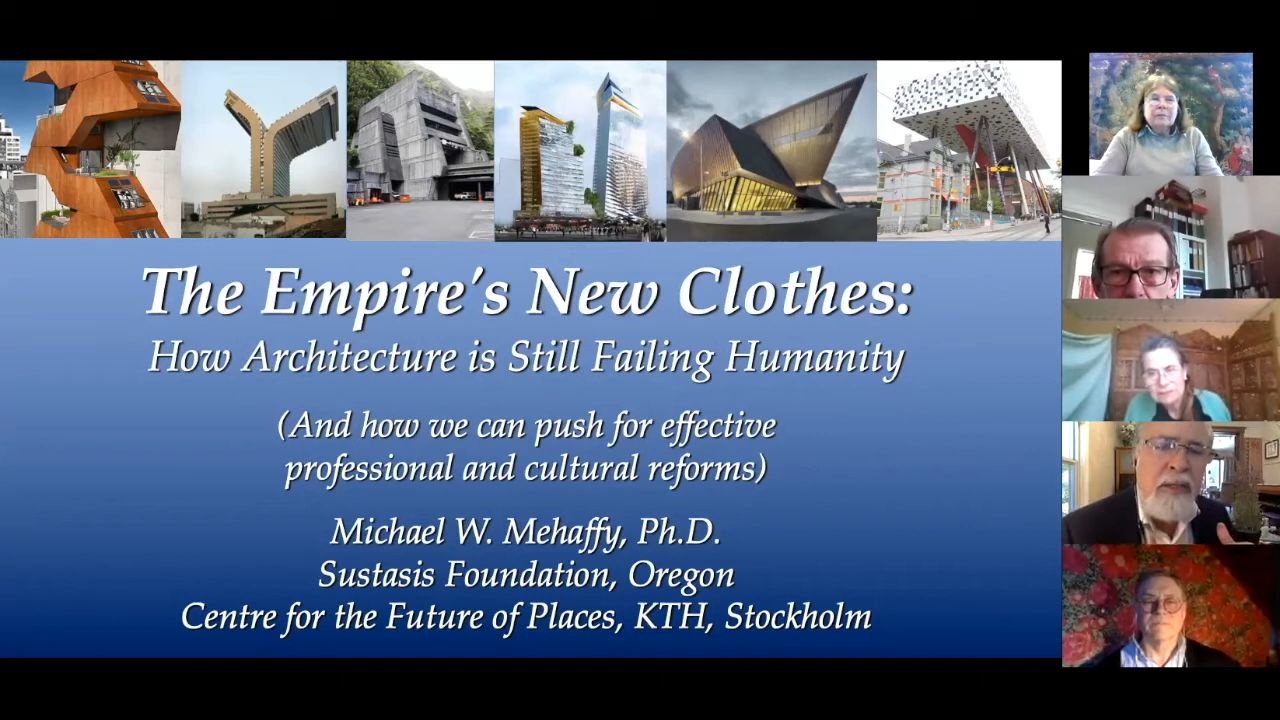 The Empire's New Clothes:
How Architecture is Still Failing Humanity
(And how we can push for effective
professional and cultural reforms)
Michael W. Mehaffy, Ph.D.
Sustasis Foundation, Oregon
Centre for the Future of Places, KTH, Stockholm